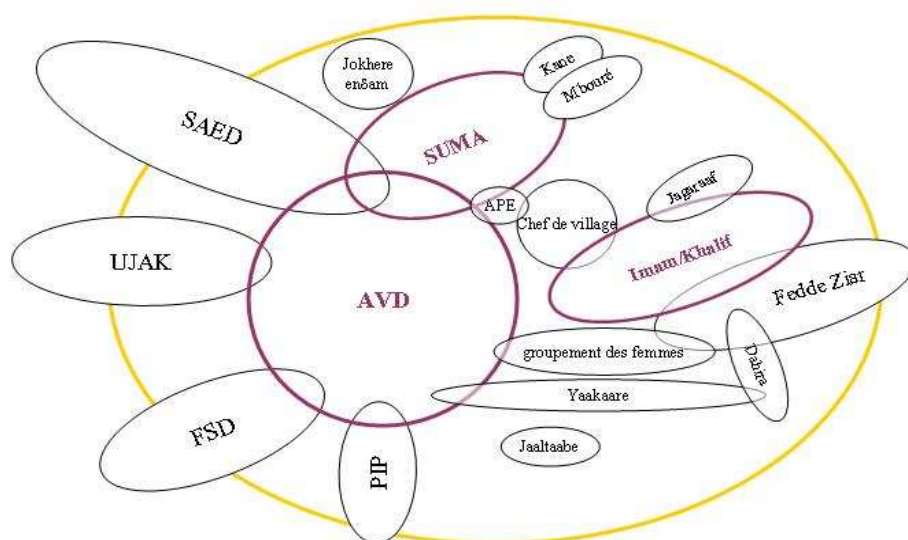 Jokhere
endam
Kane
M'bouré
SAED
SUMA
APE
Chef de village
Jagaraaf
Imam/Khalif
UJAK
AVD
Fedde Ziar
groupement des femmes
Dahira
Yaakaare
FSD
Jaaltaabe
PIP